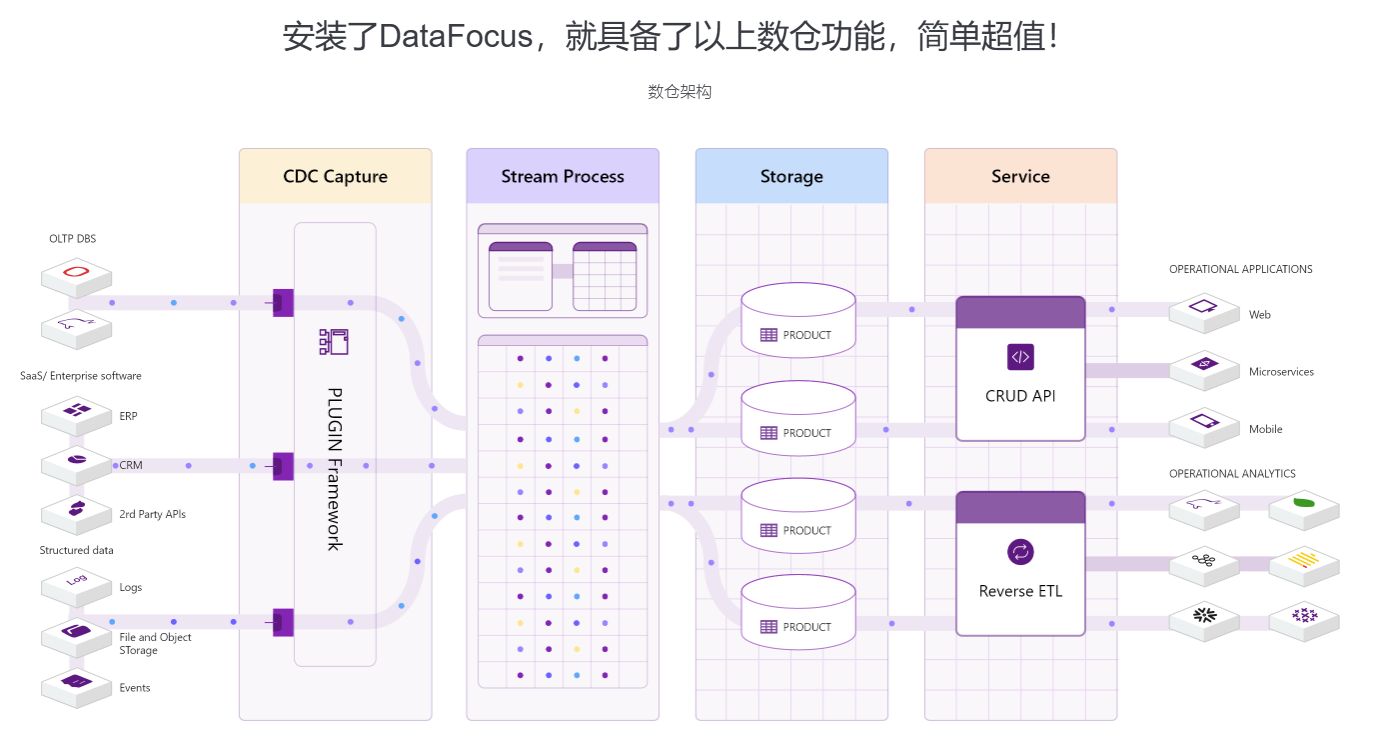 安装了DataFocus，就具备了以上数仓功能，简单超值！
数仓架构
CDC Capture
Stream Process
Storage
Service
OLTP DBS
SaaS/ Enterprise software
ERP
CRM
2rd Party APIs
Structured data
Log
Logs
File and Object
STorage
Events
PLUGIN Framework
PRODUCT
PRODUCT
PRODUCT
PRODUCT
CRUD API
Reverse ETL
OPERATIONAL APPLICATIONS
Web
Microservices
Mobile
OPERATIONAL ANALYTICS